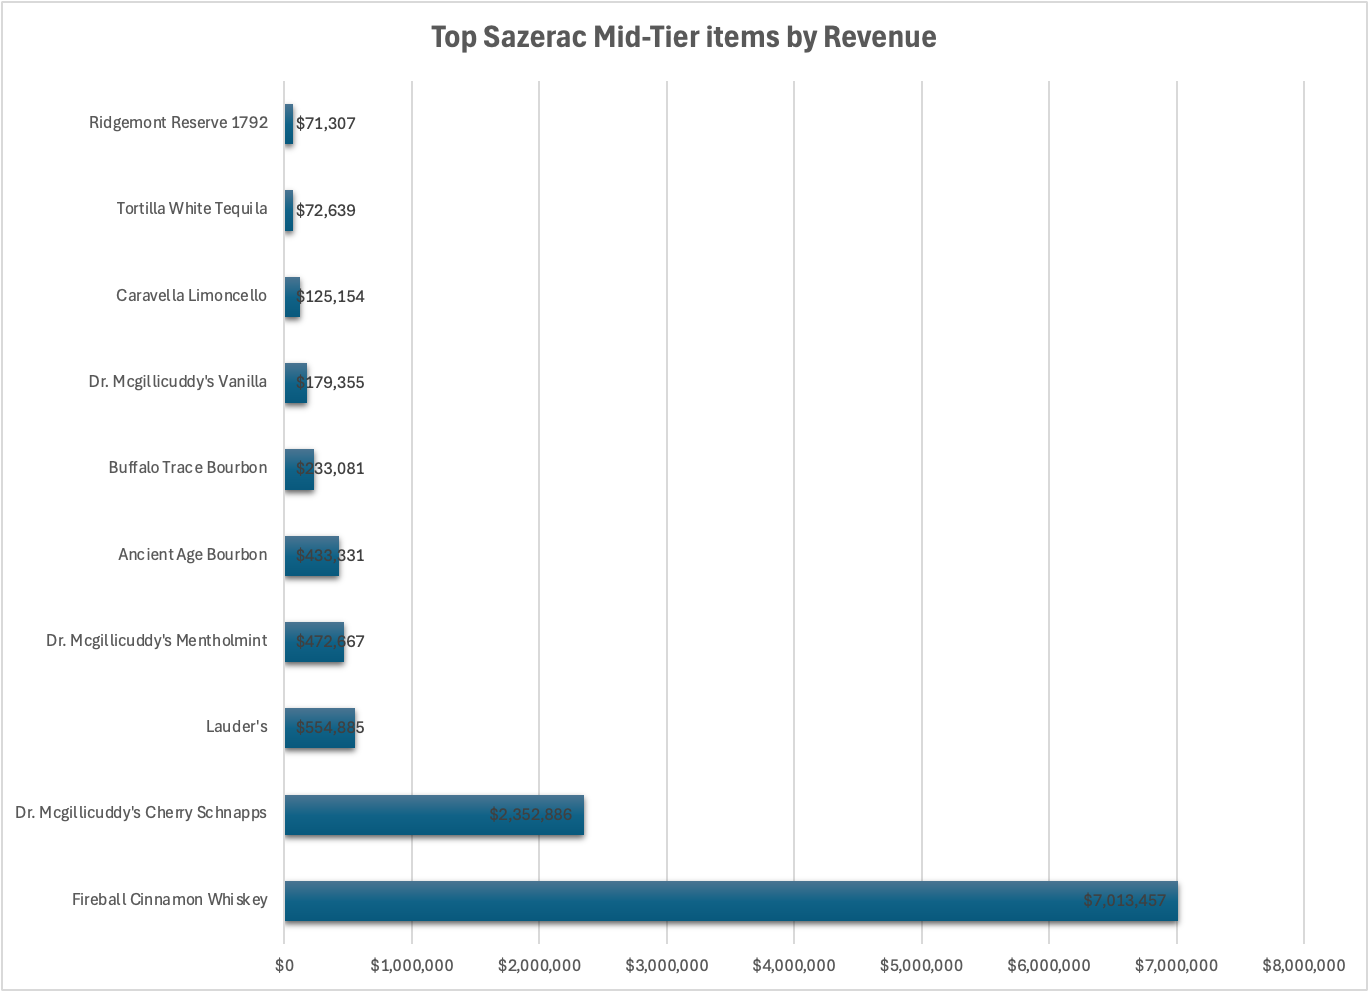 Top Sazerac Mid-Tier items by Revenue
Ridgemont Reserve 1792 $71,307
Tortilla White Tequila $72,639
Caravella Limoncello $125,154
Dr. Mcgillicuddy's Vanilla $179,355
Buffalo Trace Bourbon $233,081
Ancient Age Bourbon $433,331
Dr. Mcgillicuddy's Mentholmint $472,667
Lauder's $554,885
Dr. Mcgillicuddy's Cherry Schnapps $2,352,886
Fireball Cinnamon Whiskey $7,013,457
$0 $1,000,000 $2,000,000 $3,000,000 $4,000,000 $5,000,000 $6,000,000 $7,000,000 $8,000,000